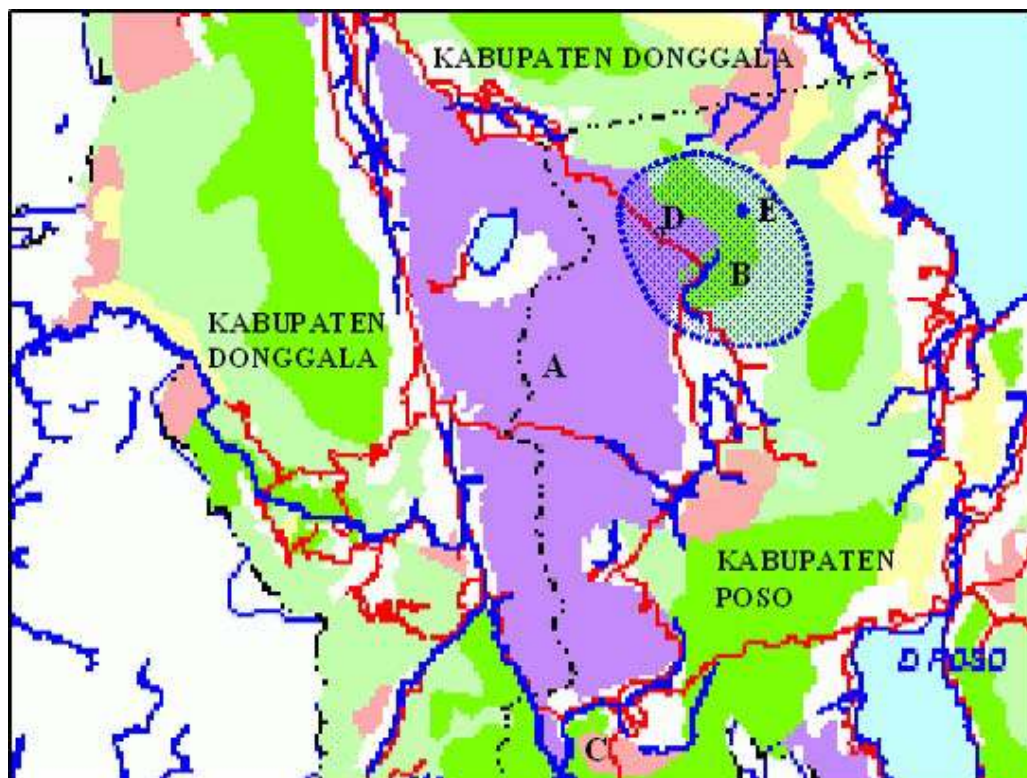 KABUPATEN DONGGALA
D
E
B
KABUPATEN
DONGGALA
A
KABUPATEN
POSO
D POSO
C